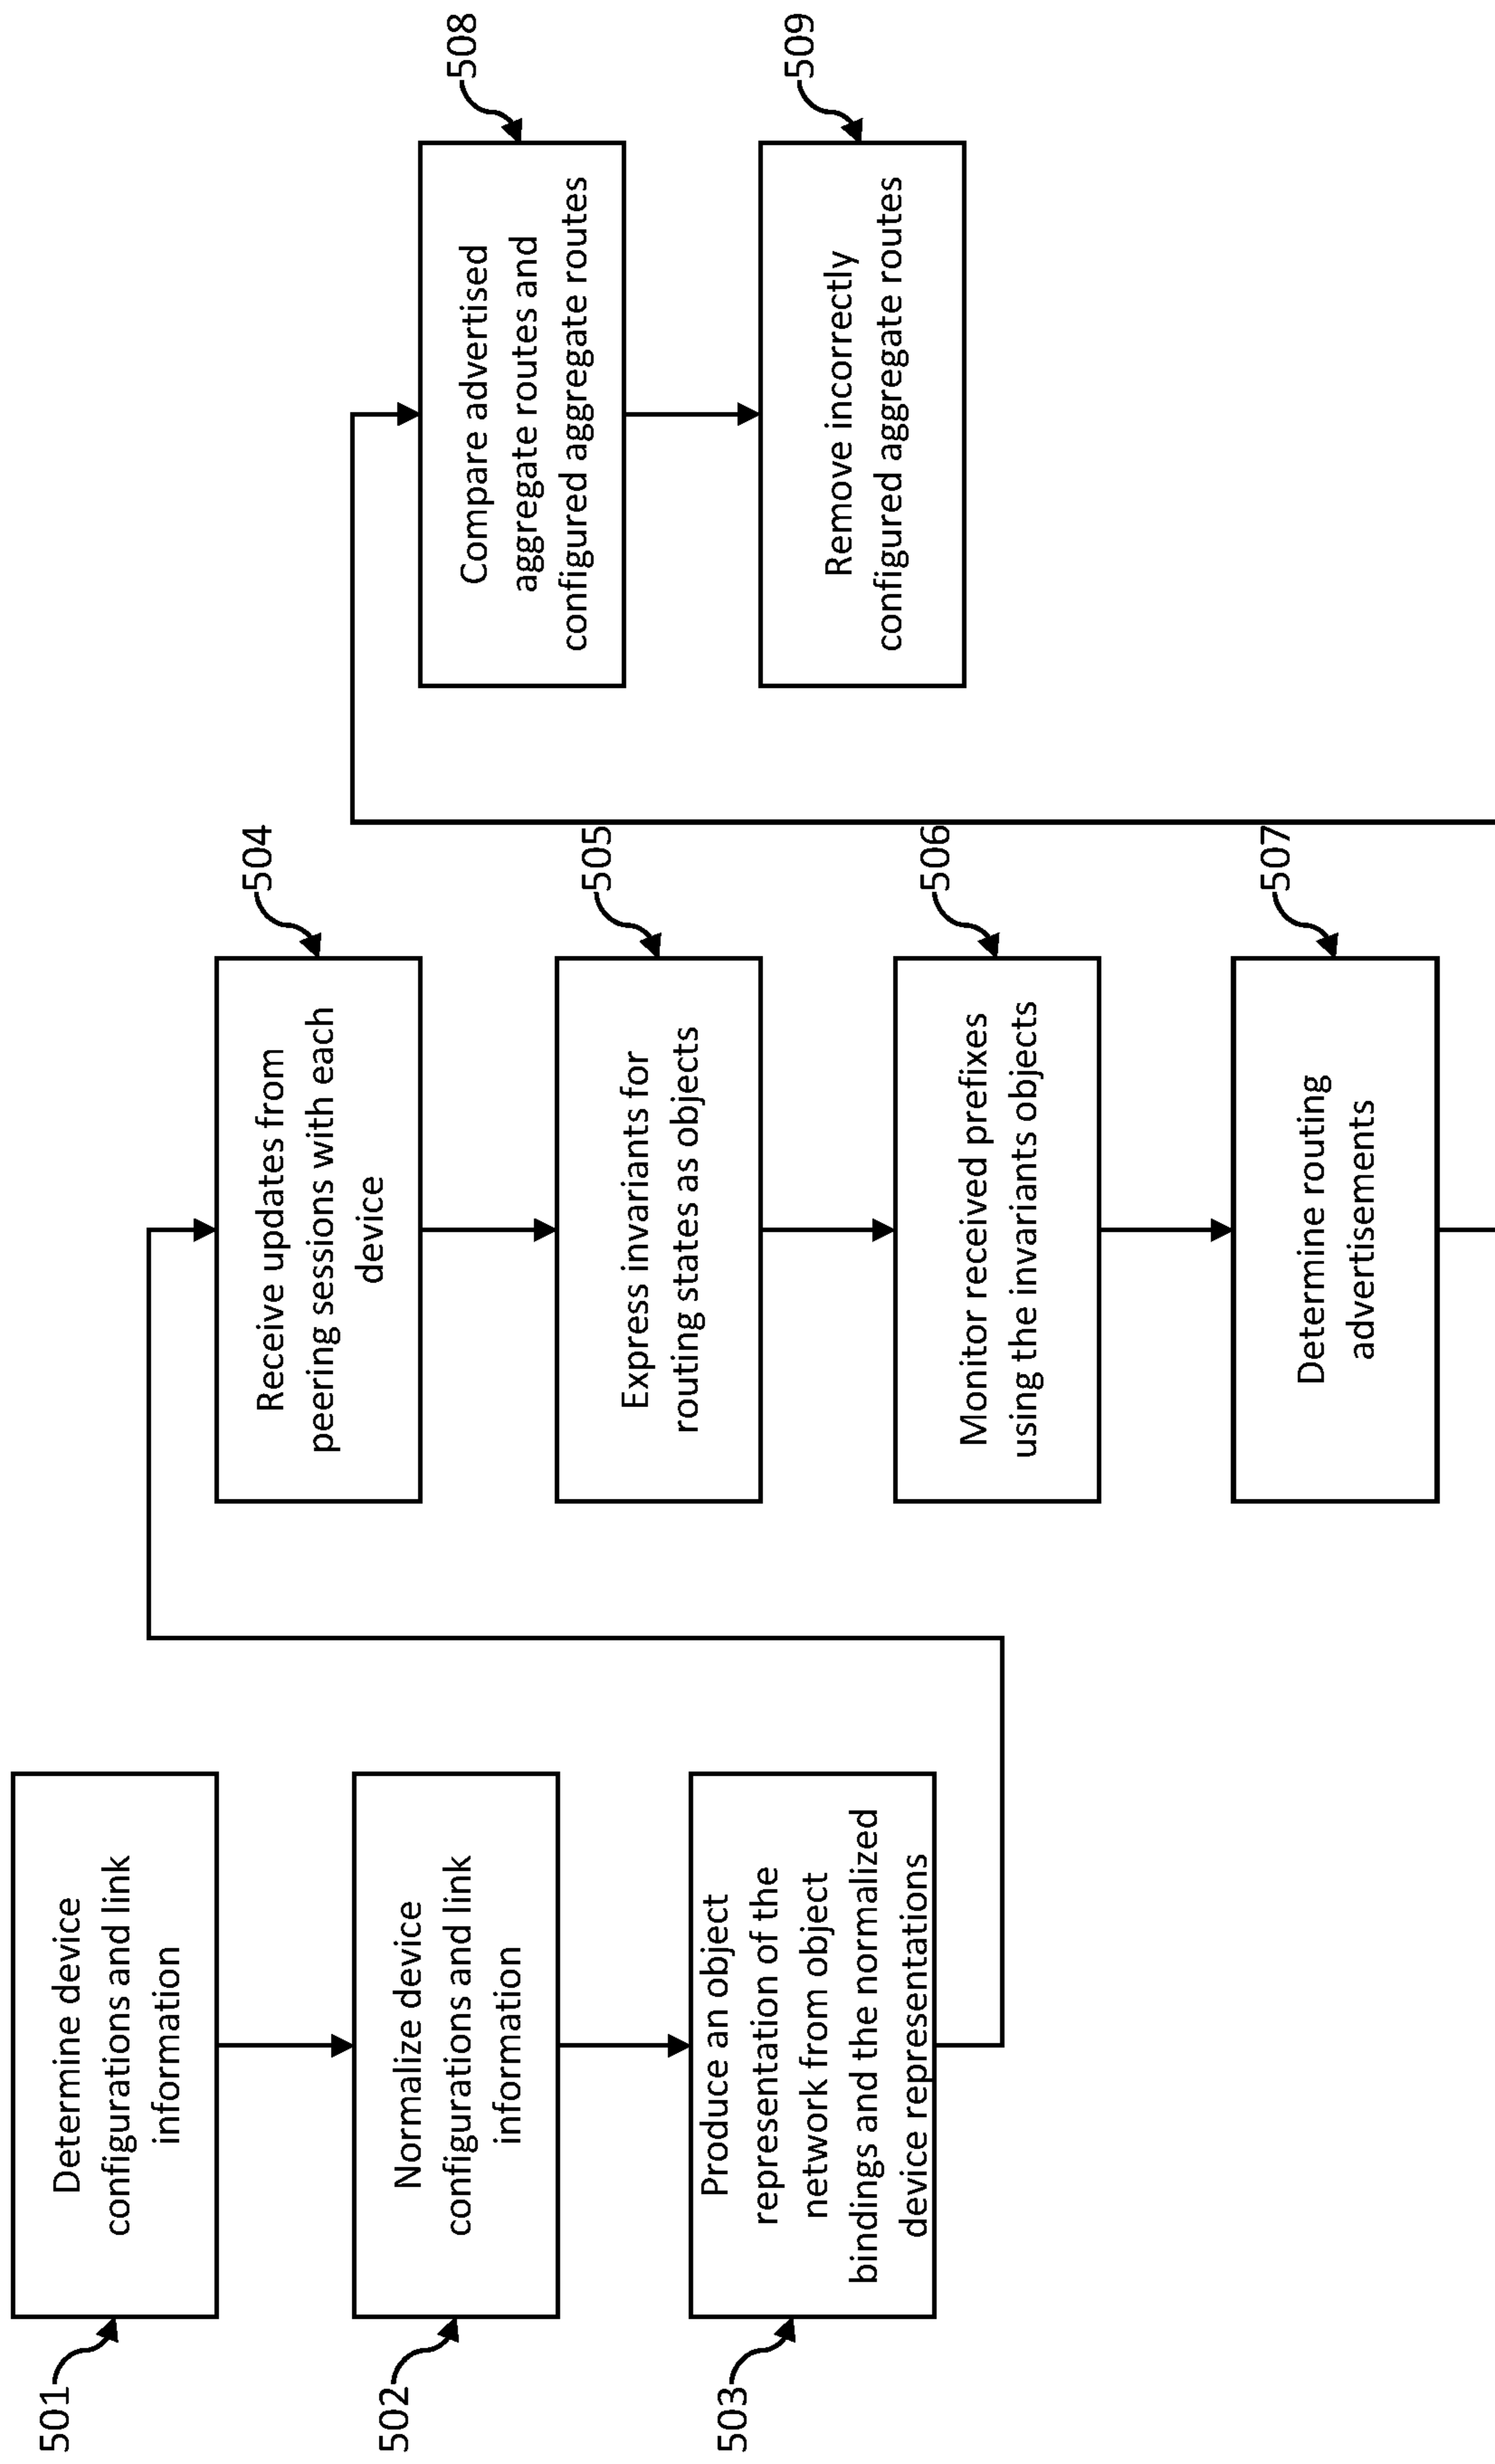 501
Determine device
configurations and link
information
502
Normalize device
configurations and link
information
503
Produce an object
representation of the
network from object
bindings and the normalized
device representations
504
Receive updates from
peering sessions with each
device
505
Express invariants for
routing states as objects
506
Monitor received prefixes
using the invariants objects
507
Determine routing
advertisements
508
Compare advertised
aggregate routes and
configured aggregate routes
509
Remove incorrectly
configured aggregate routes